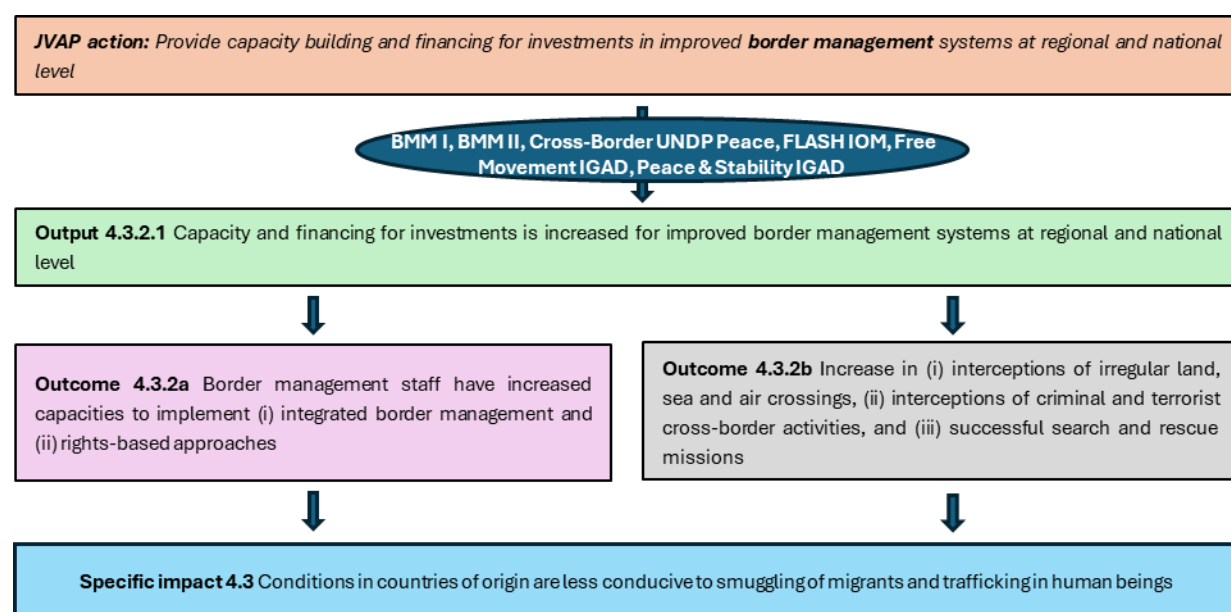 JVAP action: Provide capacity building and financing for investments in improved border management systems at regional and national
level
BMM I, BMM II, Cross-Border UNDP Peace, FLASH IOM, Free
Movement IGAD, Peace & Stability IGAD
Output 4.3.2.1 Capacity and financing for investments is increased for improved border management systems at regional and national
level
Outcome 4.3.2a Border management staff have increased
capacities to implement (i) integrated border management and
(ii) rights-based approaches
Outcome 4.3.2b Increase in (i) interceptions of irregular land,
sea and air crossings, (ii) interceptions of criminal and terrorist
cross-border activities, and (iii) successful search and rescue
missions
Specific impact 4.3 Conditions in countries of origin are less conducive to smuggling of migrants and trafficking in human beings